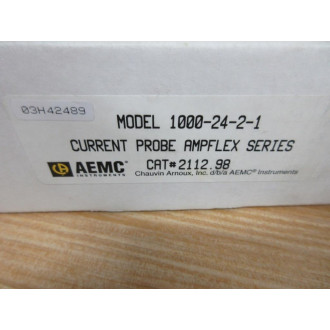 03H42489
MODEL 1000-24-2-1
CURRENT PROBE AMPFLEX SERIES
AEMC®
INSTRUMENTS
CAT#2112.98
Chauvin Arnoux, Inc. d/b/a AEMC® Instruments